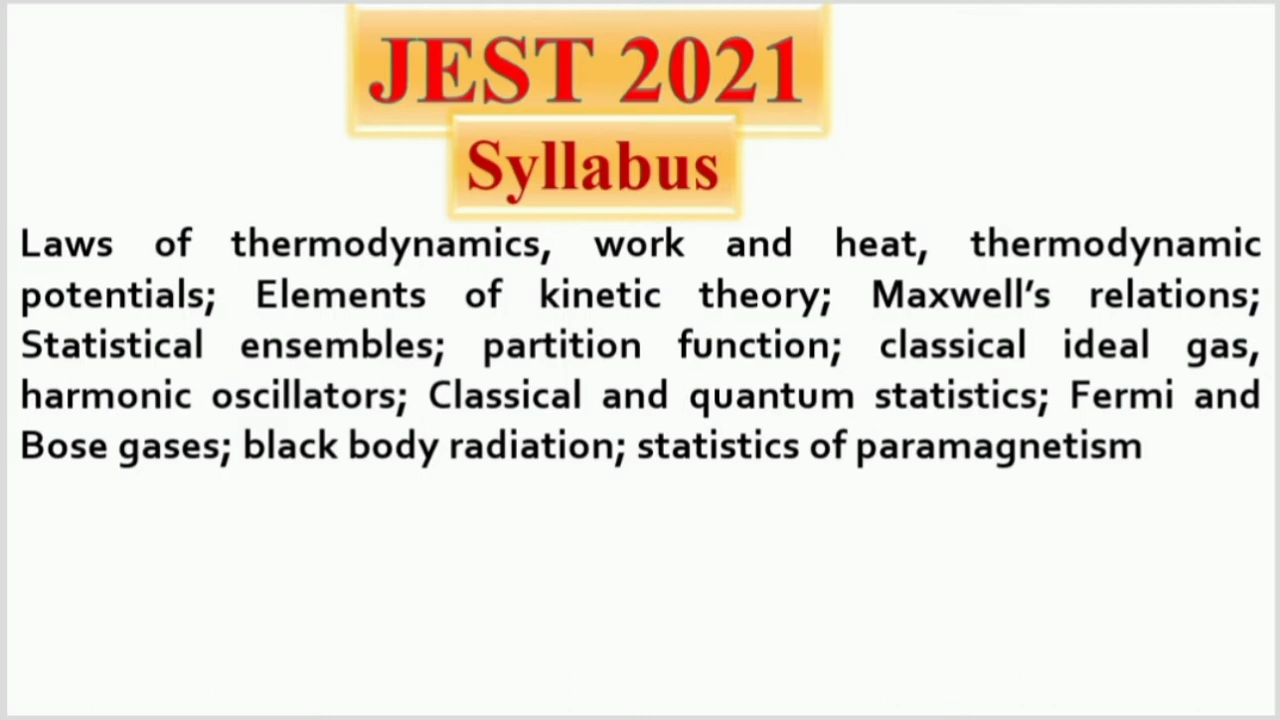 JEST 2021
Syllabus
Laws of thermodynamics, work and heat, thermodynamic
potentials; Elements of kinetic theory; Maxwell’s relations;
Statistical ensembles; partition function; classical ideal gas,
harmonic oscillators; Classical and quantum statistics; Fermi and
Bose gases; black body radiation; statistics of paramagnetism